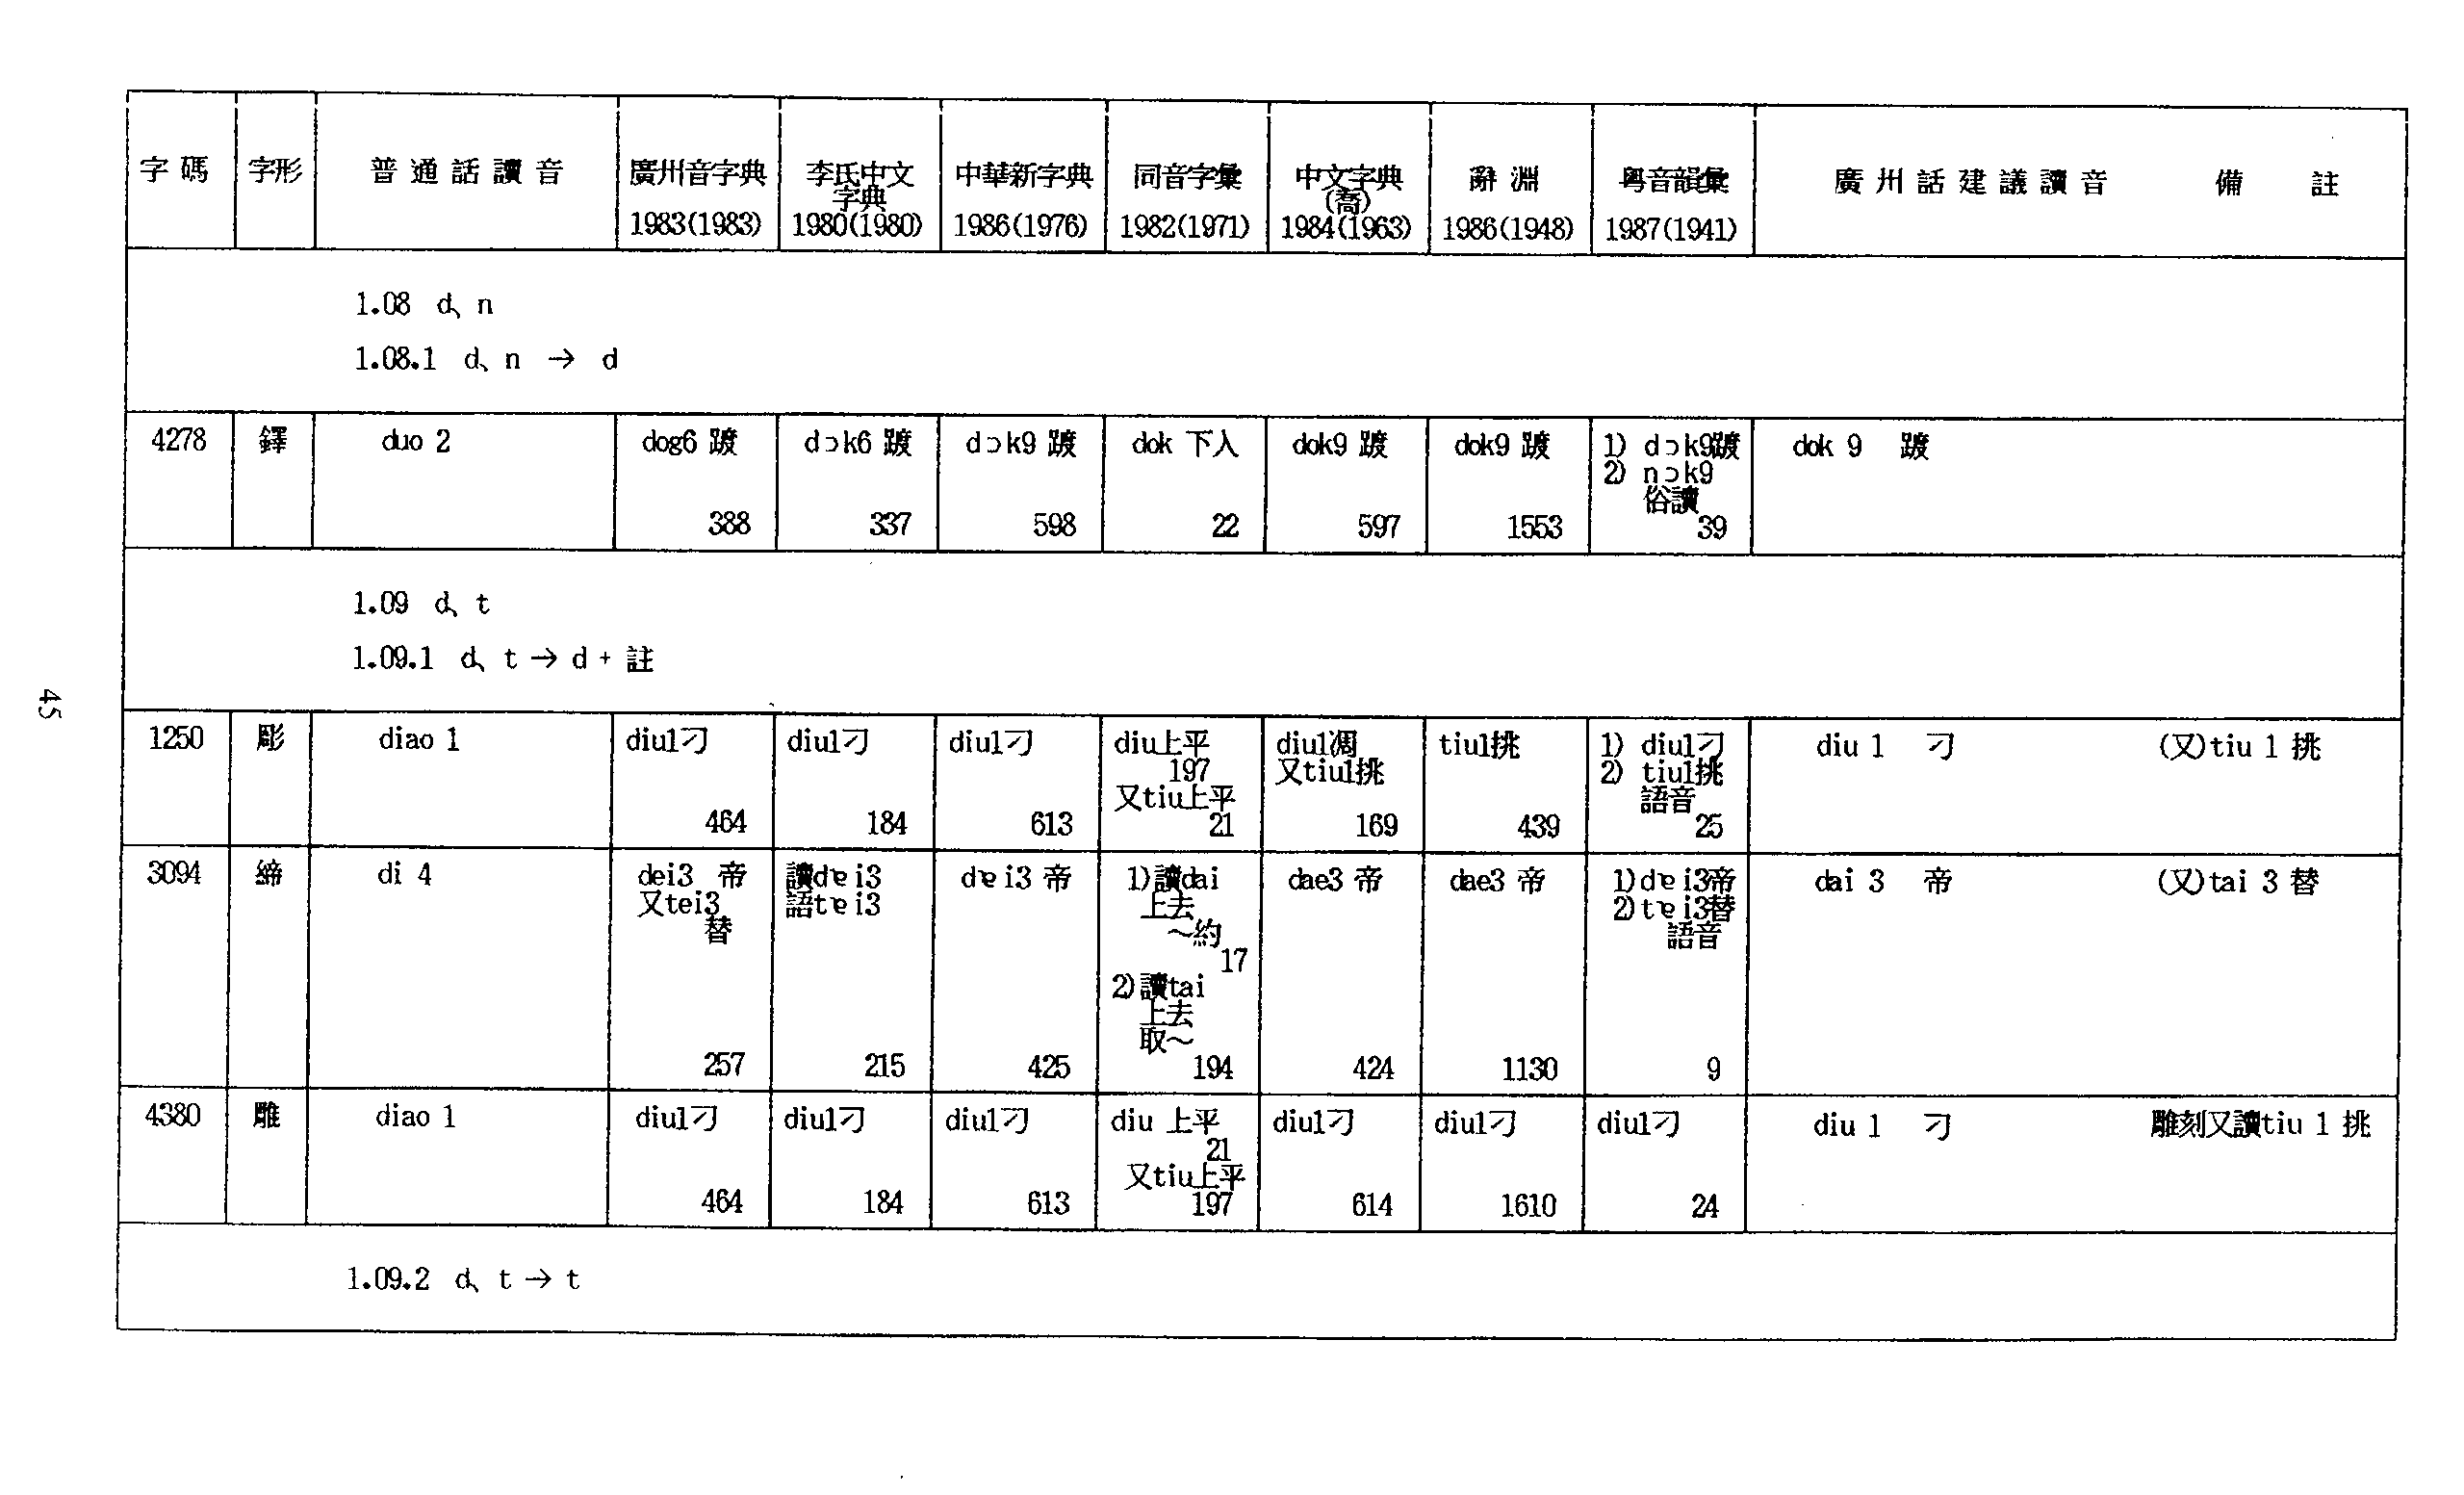 字碼 字形 普通話讀音 廣州音字典 李氏中文字典 中華新字典 同音字彙 中文字典(喬) 辭淵 粵音韻彙 廣州話建議讀音 備註
1983(1983) 1980(1980) 1986(1976) 1982(1971) 1984(1963) 1986(1948) 1987(1941)
1.08 d、n
1.08.1 d、n → d
4278 鐸 duo 2 dog6 踱 dɔk6 踱 dɔk9 踱 dok 下入 dok9 踱 dok9 踱 1) dɔk9踱 dok 9 踱
2) nɔk9
俗讀
388 337 598 22 597 1553 39
1.09 d、t
1.09.1 d、t → d + 註
45
1250 彫 diao 1 diu1刁 diu1刁 diu1刁 diu上平 diu1凋 tiu1挑 1) diu1刁 diu 1 刁 (又)tiu 1 挑
197 又tiu1挑 2) tiu1挑
又tiu上平 語音
464 184 613 21 169 439 25
3094 締 di 4 dei3 帝 讀dɐi3 dɐi3 帝 1)讀dai dae3 帝 dae3 帝 1)dɐi3帝 dai 3 帝 (又)tai 3 替
又tei3 語tɐi3 上去 2)tɐi3替
替 ～約 語音
17
2)讀tai
上去
取～
257 215 425 194 424 1130 9
4380 雕 diao 1 diu1刁 diu1刁 diu1刁 diu 上平 diu1刁 diu1刁 diu1刁 diu 1 刁 雕刻又讀tiu 1 挑
21
又tiu上平
464 184 613 197 614 1610 24
1.09.2 d、t → t